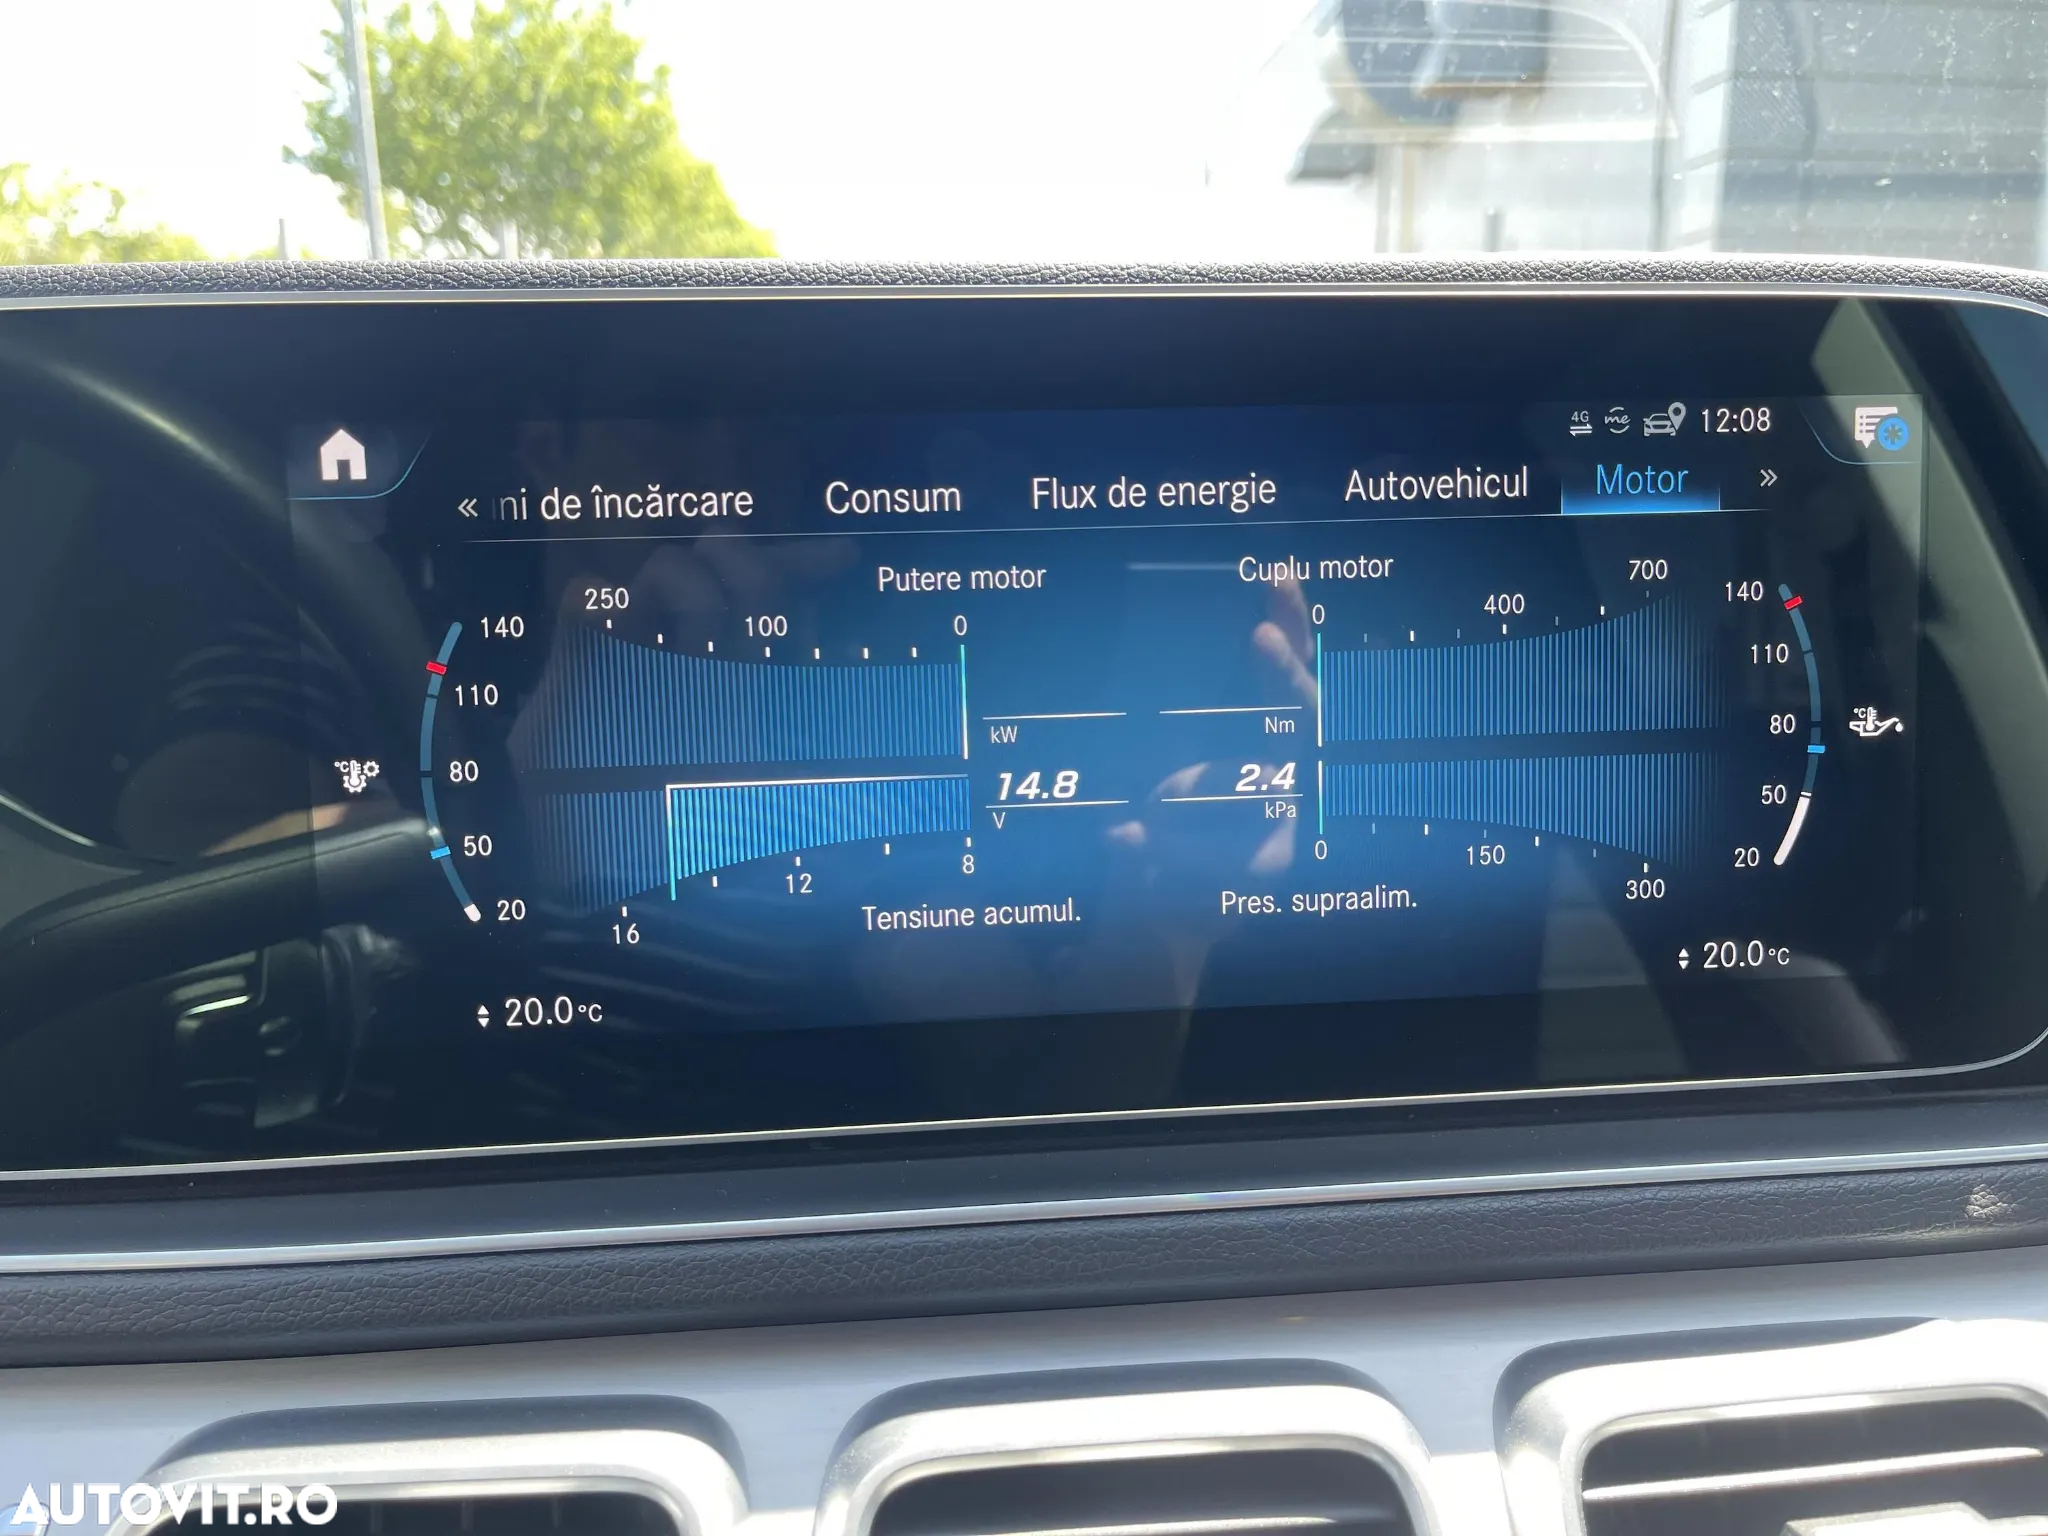 4G me 12:08
« ni de încărcare Consum Flux de energie Autovehicul Motor »
Putere motor Cuplu motor
250 100 0 0 400 700
140 140
110 110
80 80
50 50
20 20
°C °C
kW Nm
14.8 2.4
V kPa
16 12 8 0 150 300
Tensiune acumul. Pres. supraalim.
20.0°C 20.0°C
AUTOVIT.RO